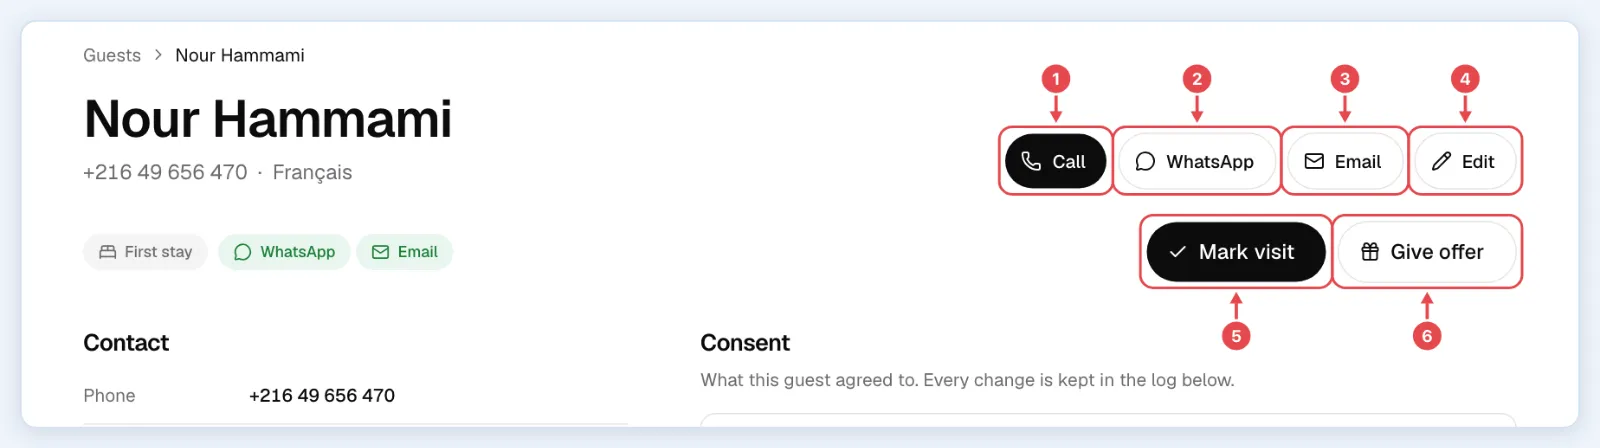 Guests > Nour Hammami
Nour Hammami
+216 49 656 470 · Français
1 2 3 4
Call WhatsApp Email Edit
First stay WhatsApp Email
Mark visit Give offer
5 6
Contact
Phone +216 49 656 470
Consent
What this guest agreed to. Every change is kept in the log below.